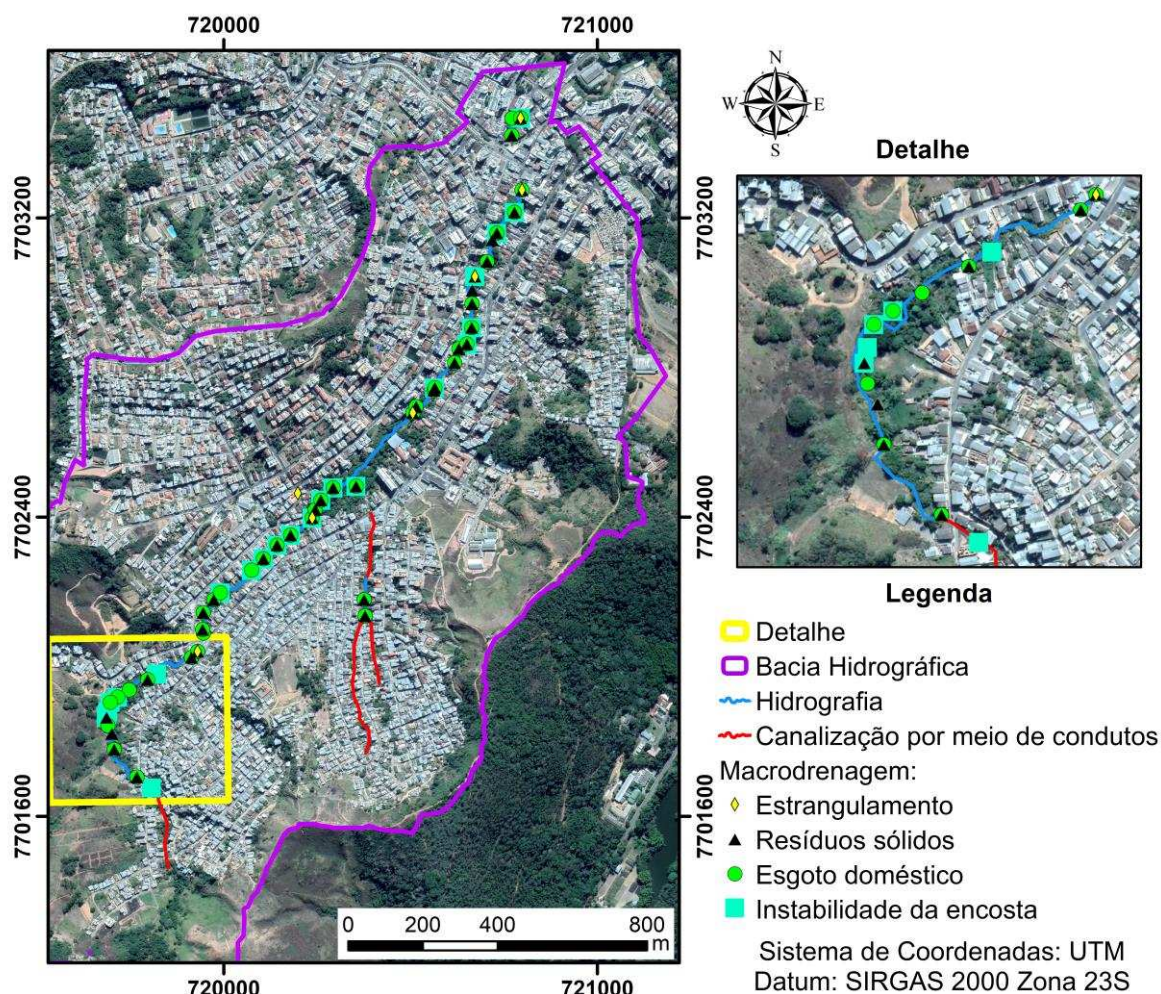 720000
721000
7703200
7702400
7701600
7703200
7702400
7701600
0
200
400
800
m
720000
721000
N
W
E
S
Detalhe
Legenda
Detalhe
Bacia Hidrográfica
Hidrografia
Canalização por meio de condutos
Macrodrenagem:
Estrangulamento
Resíduos sólidos
Esgoto doméstico
Instabilidade da encosta
Sistema de Coordenadas: UTM
Datum: SIRGAS 2000 Zona 23S